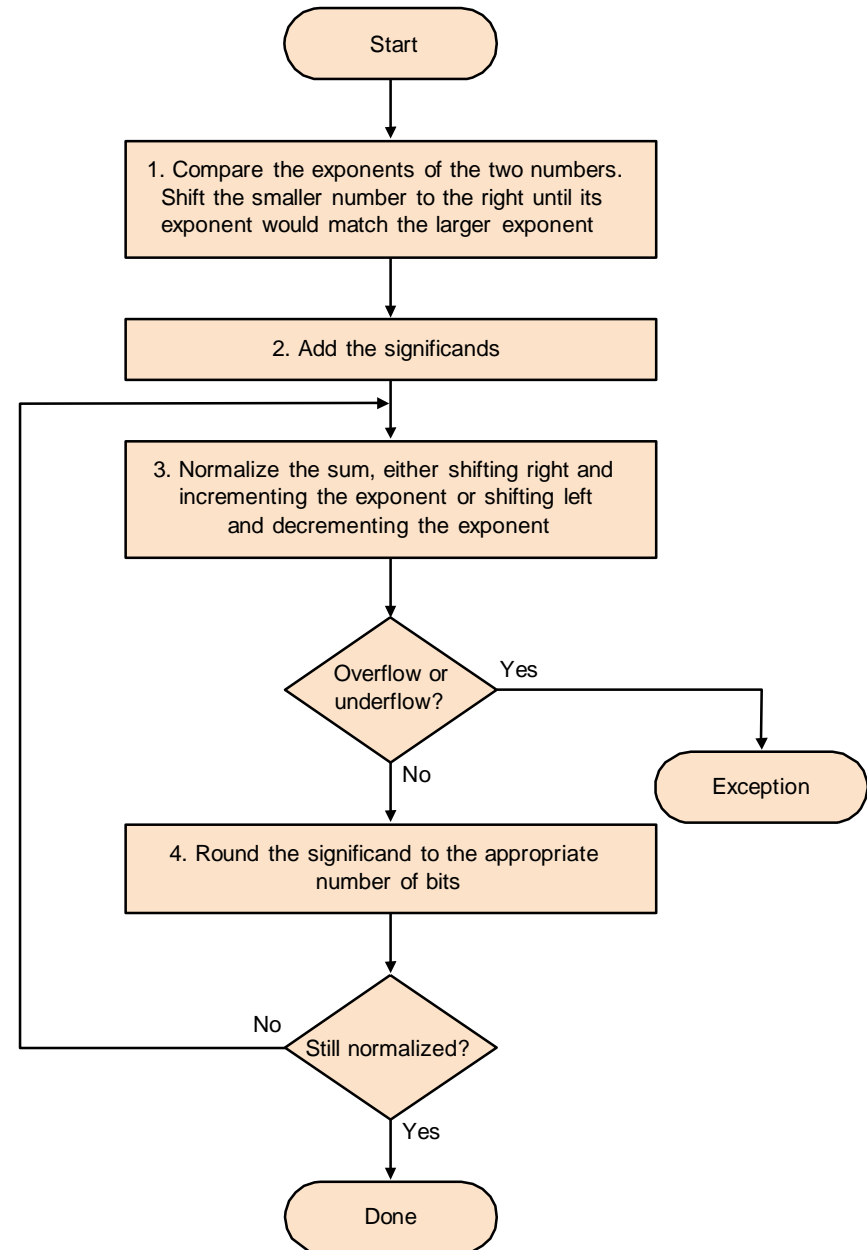 Start
1. Compare the exponents of the two numbers.
Shift the smaller number to the right until its
exponent would match the larger exponent
2. Add the significands
3. Normalize the sum, either shifting right and
incrementing the exponent or shifting left
and decrementing the exponent
Overflow or
underflow?
Yes
No
Exception
4. Round the significand to the appropriate
number of bits
No
Still normalized?
Yes
Done